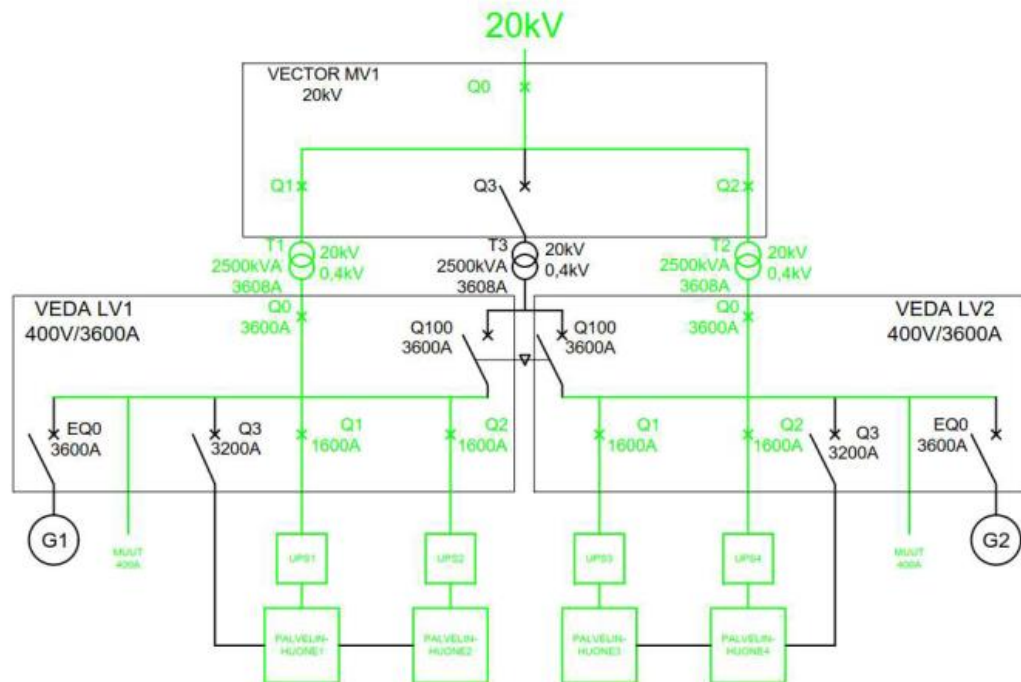 20kV
VECTOR MV1
20kV
Q0
Q1
Q3
Q2
T1
2500kVA
3608A
20kV
0,4kV
T3
2500kVA
3608A
20kV
0,4kV
T2
2500kVA
3608A
20kV
0,4kV
VEDA LV1
400V/3600A
Q0
3600A
Q100
3600A
Q100
3600A
Q0
3600A
VEDA LV2
400V/3600A
EQ0
3600A
Q3
3200A
Q1
1600A
Q2
1600A
Q1
1600A
Q2
1600A
Q3
3200A
EQ0
3600A
G1
MUUT
400A
UPS1
UPS2
UPS3
UPS4
MUUT
400A
G2
PALVELIN-
HUONE1
PALVELIN-
HUONE2
PALVELIN-
HUONE3
PALVELIN-
HUONE4